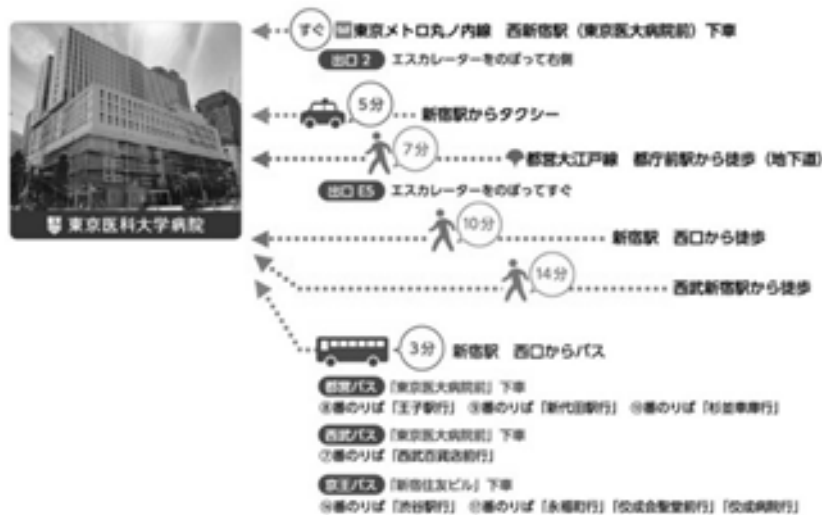 すぐ 東京メトロ丸ノ内線 西新宿駅(東京医大病院前)下車
出口2 エスカレーターをのぼって右側
5分 新宿駅からタクシー
7分 都営大江戸線 都庁前駅から徒歩(地下道)
出口E5 エスカレーターをのぼってすぐ
東京医科大学病院
10分 新宿駅 西口から徒歩
14分 西武新宿駅から徒歩
3分 新宿駅 西口からバス
都営バス「東京医大病院前」下車
⑧番のりば「王子駅行」 ⑨番のりば「新代田駅行」 番のりば「杉並車庫行」
西武バス「東京医大病院前」下車
⑦番のりば「西武百貨店前行」
京王バス「新宿住友ビル」下車
番のりば「渋谷駅行」 番のりば「永福町行」「佼成会聖堂前行」「佼成病院行」